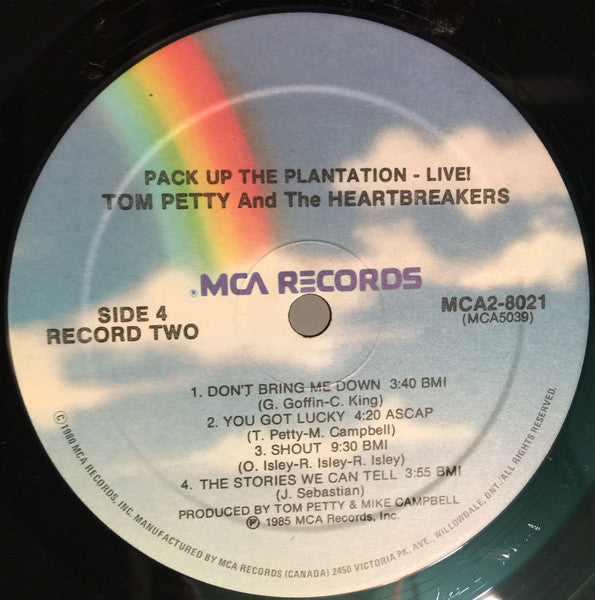 PACK UP THE PLANTATION - LIVE!
TOM PETTY And The HEARTBREAKERS
®MCA RECORDS
SIDE 4
RECORD TWO
MCA2-8021
(MCA5039)
1. DON'T BRING ME DOWN 3:40 BMI
(G. Goffin-C. King)
2. YOU GOT LUCKY 4:20 ASCAP
(T. Petty-M. Campbell)
3. SHOUT 9:30 BMI
(O. Isley-R. Isley-R. Isley)
4. THE STORIES WE CAN TELL 3:55 BMI
(J. Sebastian)
PRODUCED BY TOM PETTY & MIKE CAMPBELL
℗ 1985 MCA Records, Inc.
©1980 MCA RECORDS, INC. MANUFACTURED BY MCA RECORDS (CANADA) 2450 VICTORIA PK. AVE., WILLOWDALE, ONT./ALL RIGHTS RESERVED.